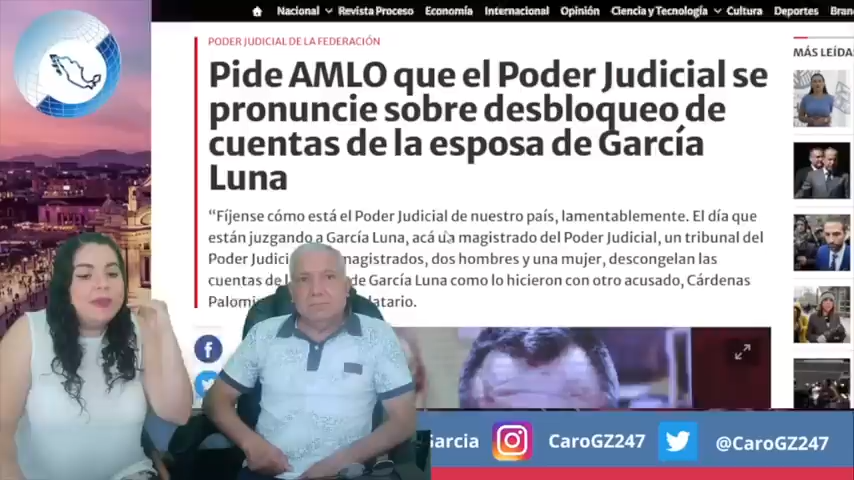 Nacional Revista Proceso Economía Internacional Opinión Ciencia y Tecnología Cultura Deportes
PODER JUDICIAL DE LA FEDERACIÓN
MÁS LEÍDA
Pide AMLO que el Poder Judicial se
pronuncie sobre desbloqueo de
cuentas de la esposa de García
Luna
“Fíjense cómo está el Poder Judicial de nuestro país, lamentablemente. El día que
están juzgando a García Luna, acá un magistrado del Poder Judicial, un tribunal del
Poder magistrados, dos hombres y una mujer, descongelan las
cuentas de de García Luna como lo hicieron con otro acusado, Cárdenas
CaroGZ247
@CaroGZ247